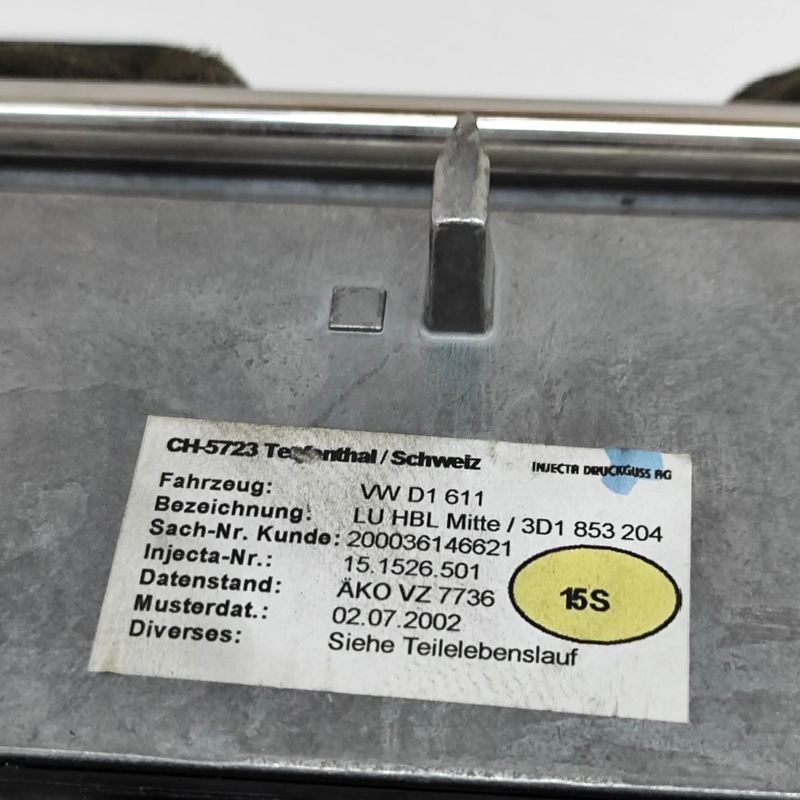 CH-5723 Teufenthal / Schweiz INJECTA DRUCKGUSS AG
Fahrzeug: VW D1 611
Bezeichnung: LU HBL Mitte / 3D1 853 204
Sach-Nr. Kunde: 200036146621
Injecta-Nr.: 15.1526.501
Datenstand: ÄKO VZ 7736
Musterdat.: 02.07.2002
Diverses: Siehe Teilelebenslauf
15S